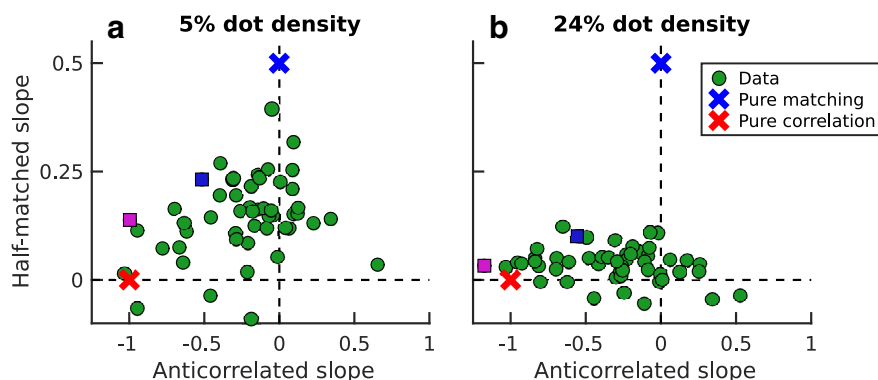 a 5% dot density
b 24% dot density
Half-matched slope
0.5
0.25
0
-1 -0.5 0 0.5 1
Anticorrelated slope
-1 -0.5 0 0.5 1
Anticorrelated slope
Data
Pure matching
Pure correlation